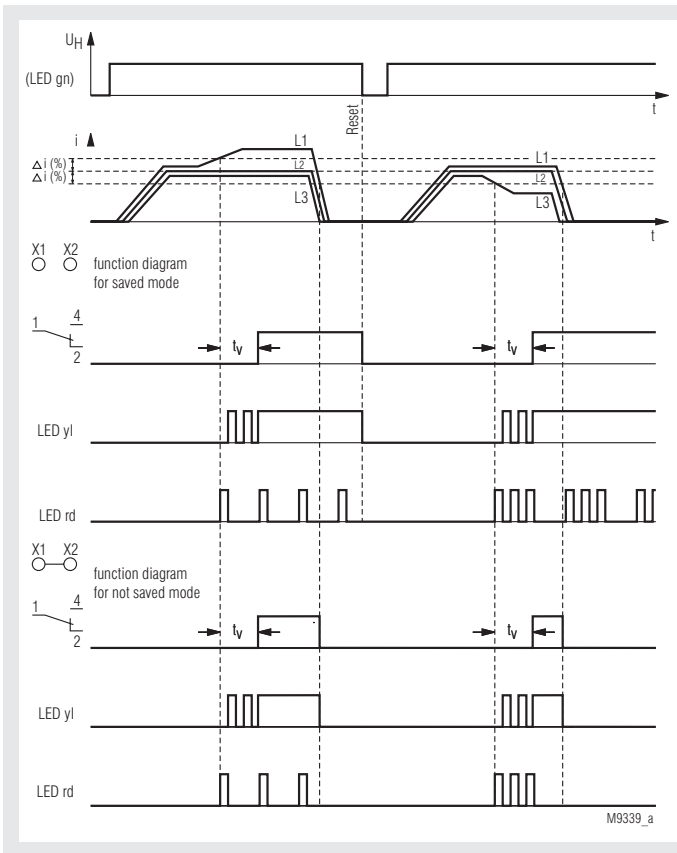 UH
(LED gn)
t
Reset
i
Δ i (%)
Δ i (%)
L1
L2
L3
L1
L2
L3
t
X1 X2
function diagram
for saved mode
1 4
2
tv
tv
LED yl
LED rd
X1 X2
function diagram
for not saved mode
1 4
2
tv
tv
LED yl
LED rd
M9339_a